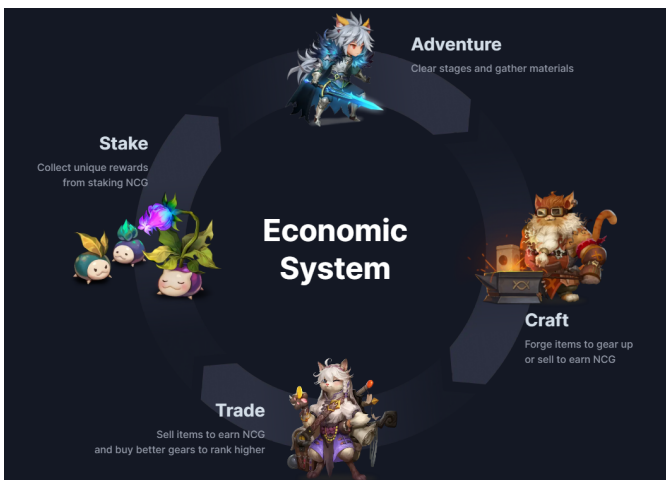 Adventure
Clear stages and gather materials
Stake
Collect unique rewards
from staking NCG
Economic
System
Craft
Forge items to gear up
or sell to earn NCG
Trade
Sell items to earn NCG
and buy better gears to rank higher